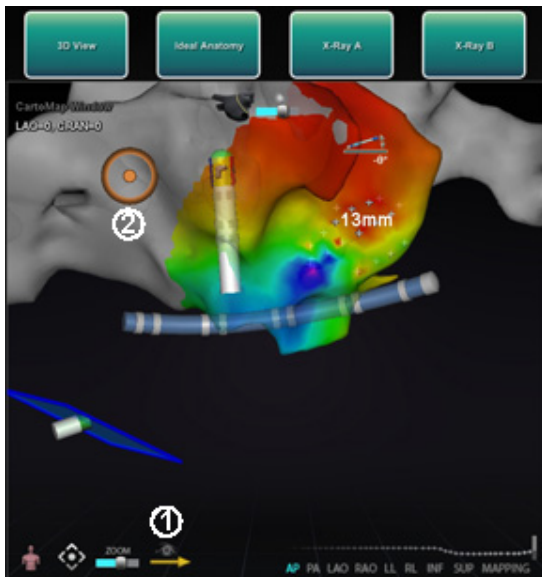 3D View
Ideal Anatomy
X-Ray A
X-Ray B
CartoMap Window
LAO=0, CRAN=0
-0°
13mm
②
①
ZOOM
AP PA LAO RAO LL RL INF SUP MAPPING